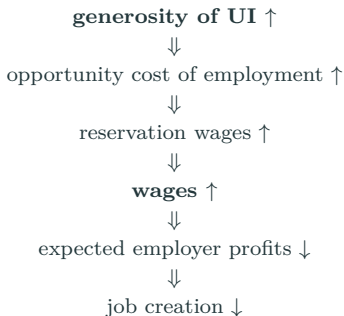 generosity of UI ↑
⇓
opportunity cost of employment ↑
⇓
reservation wages ↑
⇓
wages ↑
⇓
expected employer profits ↓
⇓
job creation ↓